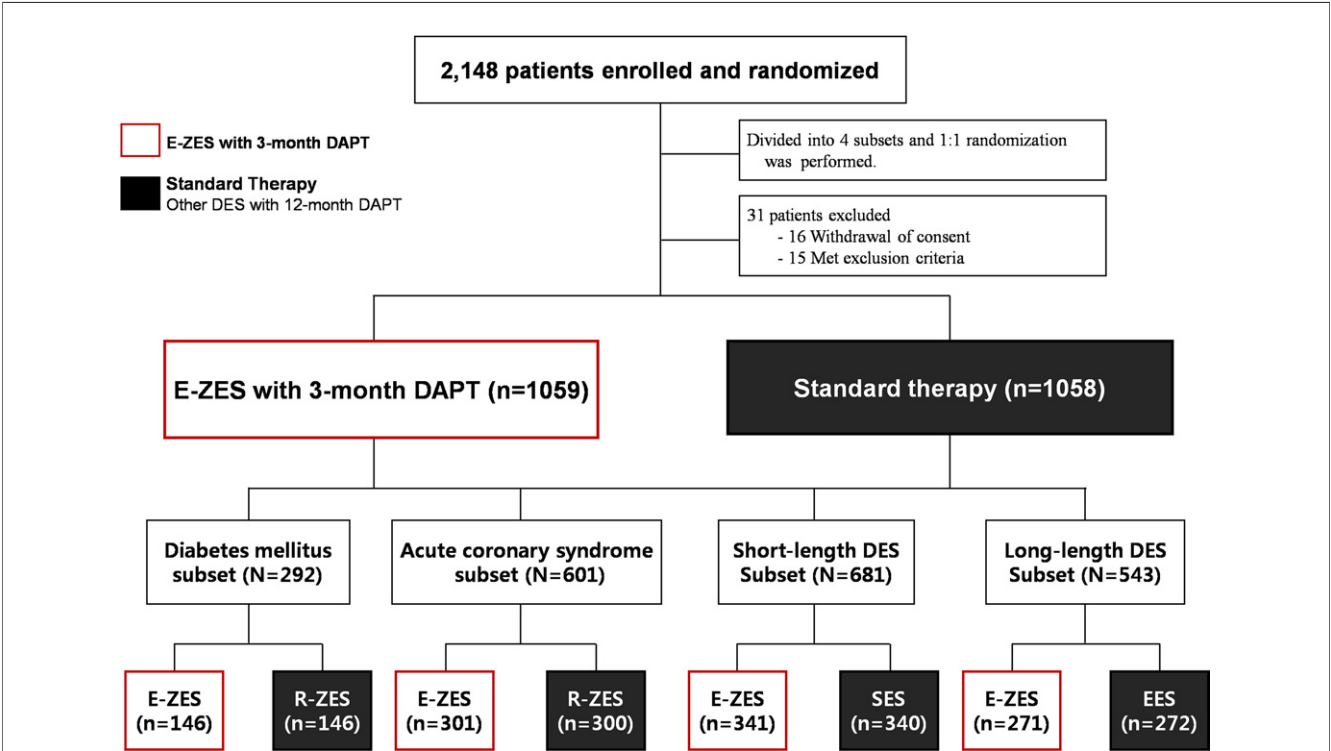 2,148 patients enrolled and randomized
E-ZES with 3-month DAPT
Standard Therapy
Other DES with 12-month DAPT
Divided into 4 subsets and 1:1 randomization
was performed.
31 patients excluded
- 16 Withdrawal of consent
- 15 Met exclusion criteria
E-ZES with 3-month DAPT (n=1059)
Standard therapy (n=1058)
Diabetes mellitus
subset (N=292)
Acute coronary syndrome
subset (N=601)
Short-length DES
Subset (N=681)
Long-length DES
Subset (N=543)
E-ZES
(n=146)
R-ZES
(n=146)
E-ZES
(n=301)
R-ZES
(n=300)
E-ZES
(n=341)
SES
(n=340)
E-ZES
(n=271)
EES
(n=272)